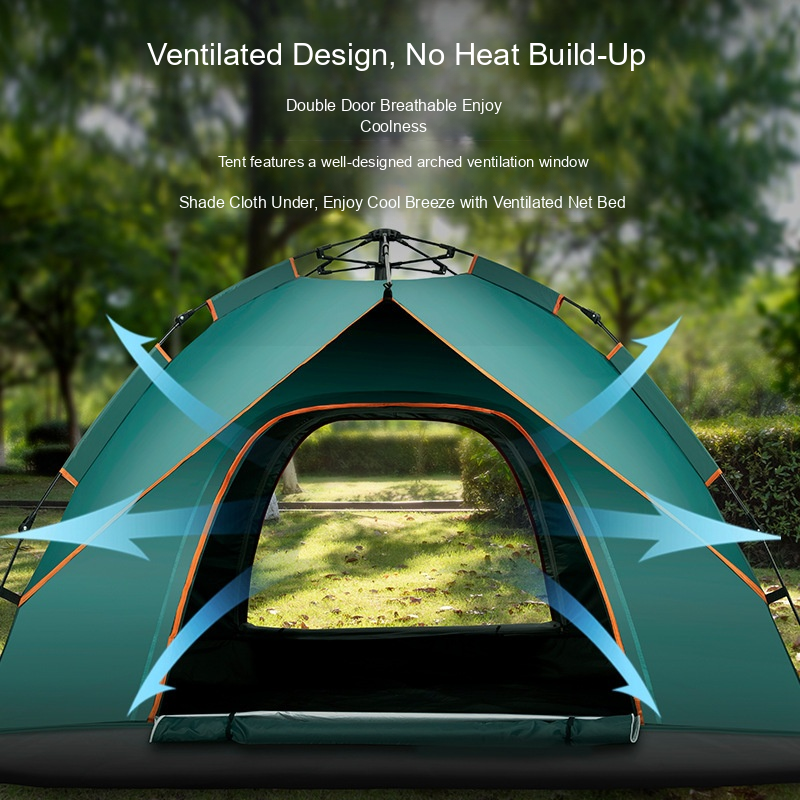 Ventilated Design, No Heat Build-Up
Double Door Breathable Enjoy
Coolness
Tent features a well-designed arched ventilation window
Shade Cloth Under, Enjoy Cool Breeze with Ventilated Net Bed